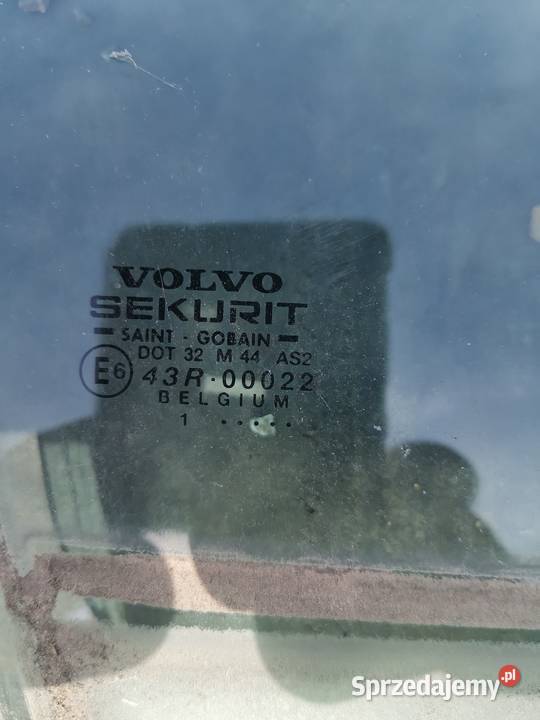 VOLVO
SEKURIT
SAINT - GOBAIN
DOT 32 M 44 AS2
E6 43R-00022
BELGIUM
1 .....
Sprzedajemy.pl